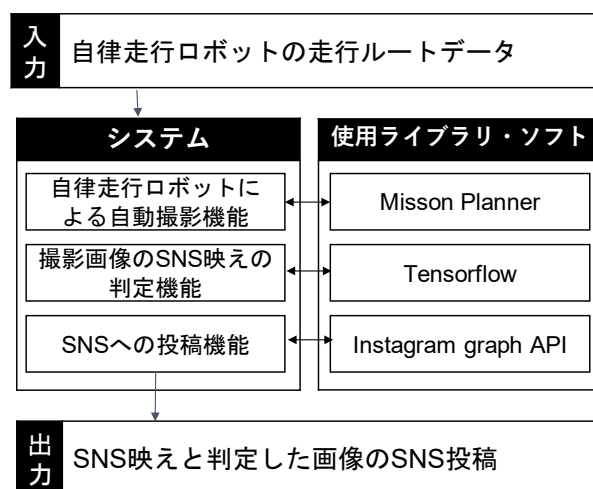 入力
自律走行ロボットの走行ルートデータ
システム
使用ライブラリ・ソフト
自律走行ロボットに
よる自動撮影機能
Misson Planner
撮影画像のSNS映えの
判定機能
Tensorflow
SNSへの投稿機能
Instagram graph API
出力
SNS映えと判定した画像のSNS投稿